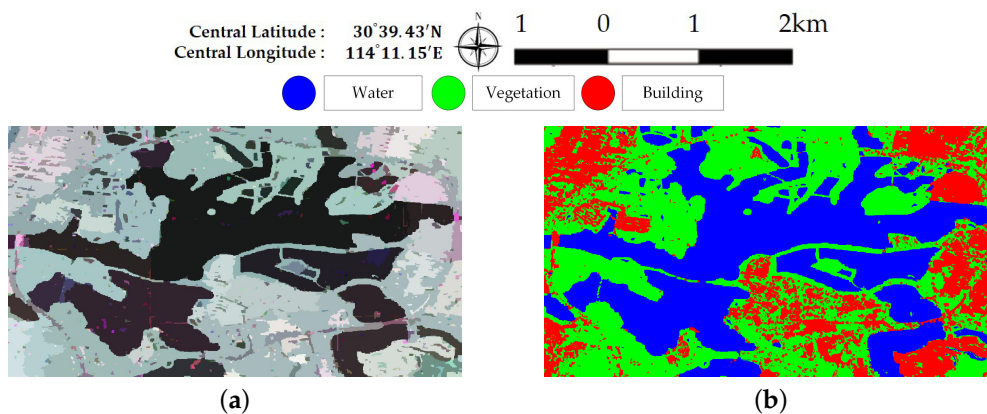 Central Latitude : 30°39.43′N
Central Longitude : 114°11.15′E
N
1 0 1 2km
Water Vegetation Building
(a) (b)